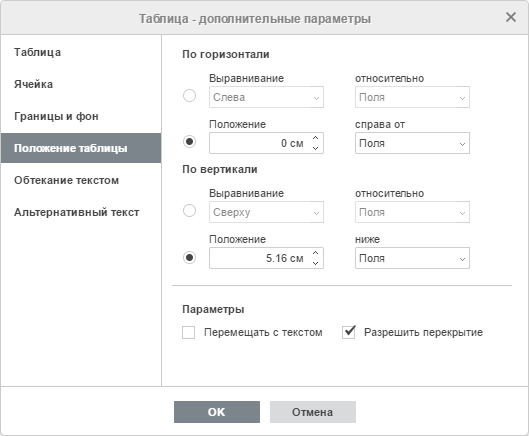 Таблица - дополнительные параметры
Таблица
Ячейка
Границы и фон
Положение таблицы
Обтекание текстом
Альтернативный текст
По горизонтали
Выравнивание относительно
Слева Поля
Положение справа от
0 см Поля
По вертикали
Выравнивание относительно
Сверху Поля
Положение ниже
5.16 см Поля
Параметры
Перемещать с текстом Разрешить перекрытие
OK Отмена